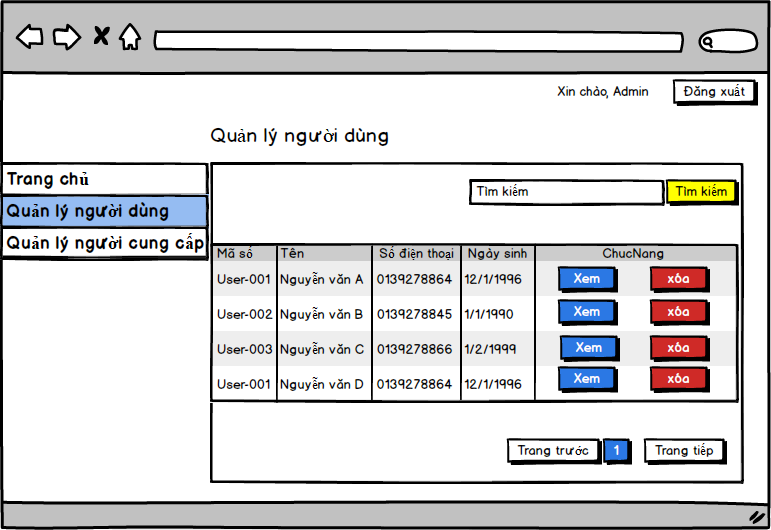 Xin chào, Admin Đăng xuất
Quản lý người dùng
Trang chủ
Quản lý người dùng
Quản lý người cung cấp
Tìm kiếm Tìm kiếm
Mã số Tên Số điện thoại Ngày sinh ChucNang
User-001 Nguyễn văn A 0139278864 12/1/1996 Xem xóa
User-002 Nguyễn văn B 0139278845 1/1/1990 Xem xóa
User-003 Nguyễn văn C 0139278866 1/2/1999 Xem xóa
User-001 Nguyễn văn D 0139278864 12/1/1996 Xem xóa
Trang trước 1 Trang tiếp